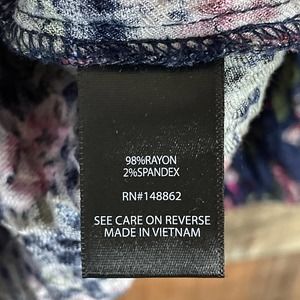 98%RAYON
2%SPANDEX
RN#148862
SEE CARE ON REVERSE
MADE IN VIETNAM